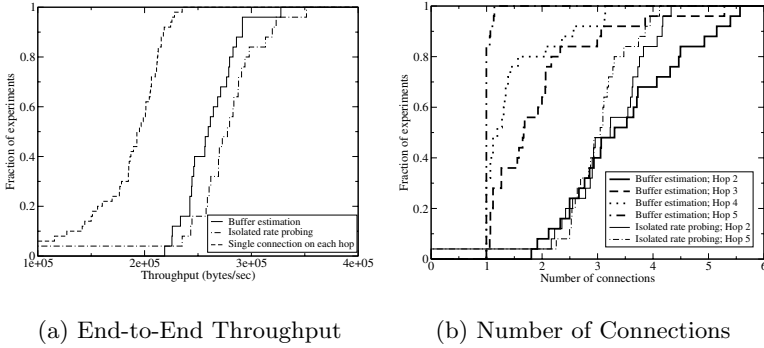 (a)
1
0.8
0.6
0.4
0.2
0
Fraction of experiments
1e+05
2e+05
3e+05
4e+05
Throughput (bytes/sec)
Buffer estimation
Isolated rate probing
Single connection on each hop
(b)
1
0.8
0.6
0.4
0.2
0
Fraction of experiments
0
1
2
3
4
5
6
Number of connections
Buffer estimation; Hop 2
Buffer estimation; Hop 3
Buffer estimation; Hop 4
Buffer estimation; Hop 5
Isolated rate probing; Hop 2
Isolated rate probing; Hop 5
(a) End-to-End Throughput
(b) Number of Connections